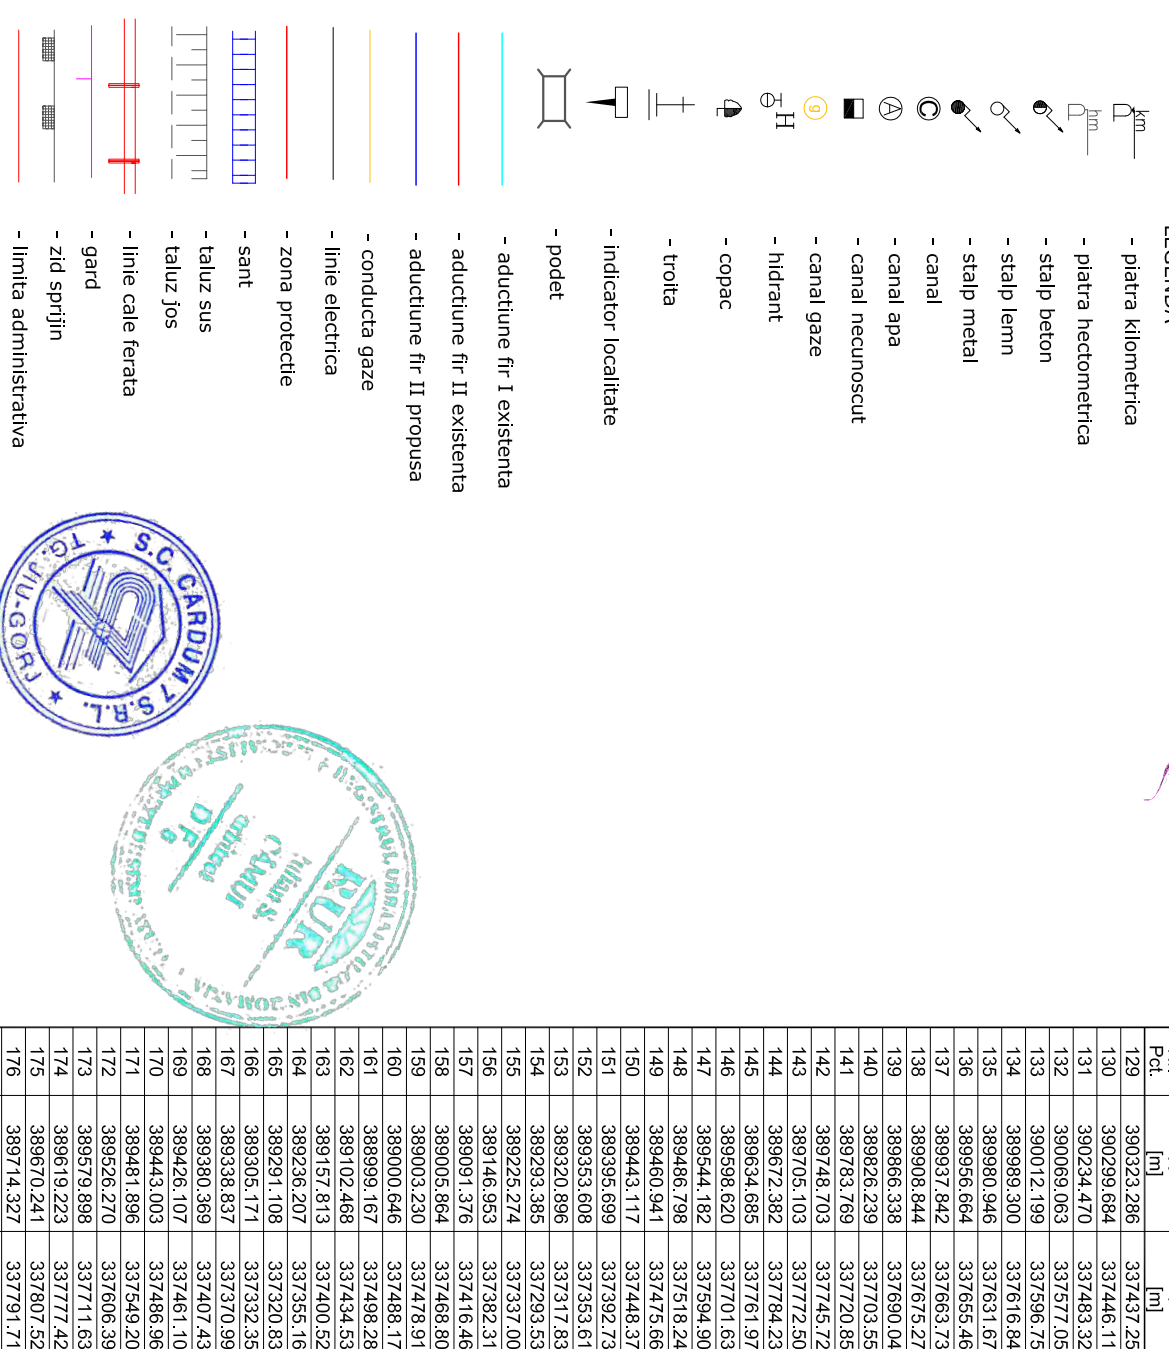 LEGENDA
km
- piatra kilometrica
hm
- piatra hectometrica
- stalp beton
- stalp lemn
- stalp metal
C
- canal
A
- canal apa
- canal necunoscut
g
- canal gaze
H
- hidrant
- copac
- troita
- indicator localitate
- podet
- aductiune fir I existenta
- aductiune fir II existenta
- aductiune fir II propusa
- conducta gaze
- linie electrica
- zona protectie
- sant
- taluz sus
- taluz jos
- linie cale ferata
- gard
- zid sprijin
- limita administrativa
S.C. CARDUM 7 S.R.L.
TG. JIU-GORJ
RUR
Iulian S.
CĂMUI
arhitect
Pct. [m] [m]
129 390323.286 337437.25
130 390299.684 337446.11
131 390234.470 337483.32
132 390069.063 337577.05
133 390012.199 337596.75
134 389989.300 337616.84
135 389980.946 337631.67
136 389956.664 337655.46
137 389937.842 337663.73
138 389908.844 337675.27
139 389866.338 337690.04
140 389826.239 337703.55
141 389783.769 337720.85
142 389748.703 337745.72
143 389705.103 337772.50
144 389672.382 337784.23
145 389634.685 337761.97
146 389598.620 337701.63
147 389544.182 337594.90
148 389486.798 337518.24
149 389460.941 337475.66
150 389443.117 337448.37
151 389395.699 337392.73
152 389353.608 337353.61
153 389320.896 337317.83
154 389293.385 337293.53
155 389225.274 337337.00
156 389146.953 337382.31
157 389091.376 337416.46
158 389005.864 337468.80
159 389003.230 337478.91
160 389000.646 337488.17
161 388999.167 337498.28
162 389102.468 337434.53
163 389157.813 337400.52
164 389236.207 337355.16
165 389291.108 337320.83
166 389305.171 337332.35
167 389338.837 337370.99
168 389380.369 337407.43
169 389426.107 337461.10
170 389443.003 337486.96
171 389481.896 337549.20
172 389526.270 337606.39
173 389579.898 337711.63
174 389619.223 337777.42
175 389670.241 337807.52
176 389714.327 337791.71